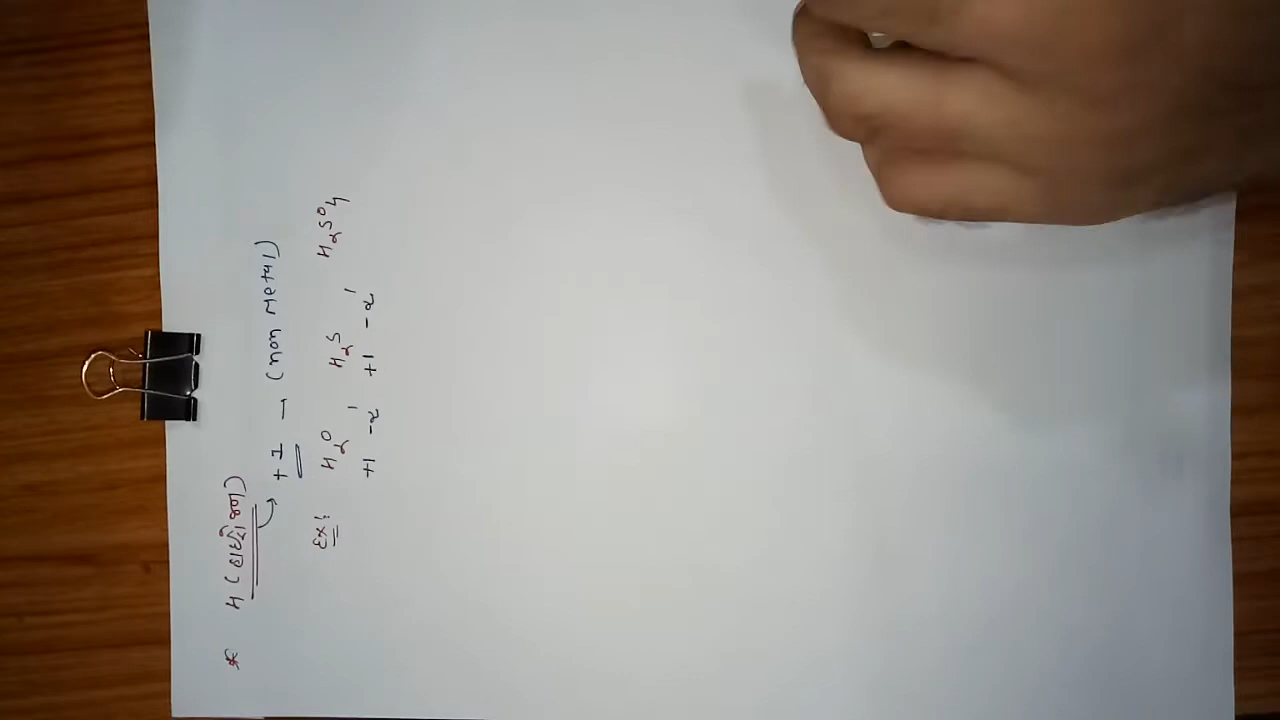 * H (
+1 → (non Metal)
Ex: H2O H2S H2SO4
+1 -2, +1 -2,